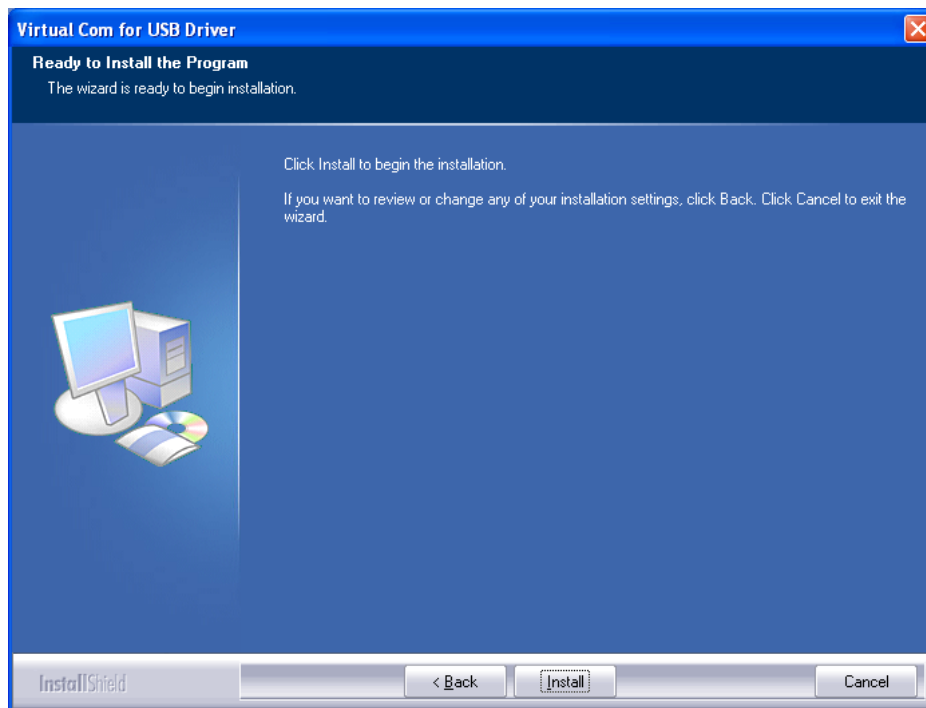 Virtual Com for USB Driver
Ready to Install the Program
The wizard is ready to begin installation.
Click Install to begin the installation.
If you want to review or change any of your installation settings, click Back. Click Cancel to exit the
wizard.
InstallShield
< Back Install Cancel